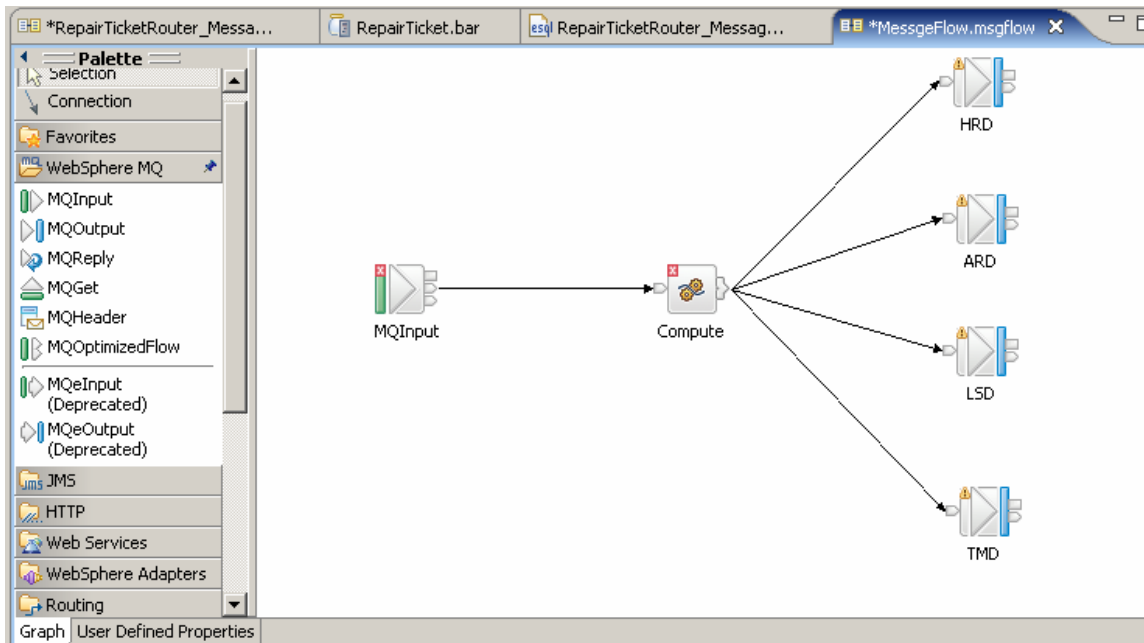 *RepairTicketRouter_Messa...
RepairTicket.bar
esql RepairTicketRouter_Messag...
*MessgeFlow.msgflow
Palette
Selection
Connection
Favorites
WebSphere MQ
MQInput
MQOutput
MQReply
MQGet
MQHeader
MQOptimizedFlow
MQeInput
(Deprecated)
MQeOutput
(Deprecated)
JMS
HTTP
Web Services
WebSphere Adapters
Routing
Graph
User Defined Properties
MQInput
Compute
HRD
ARD
LSD
TMD